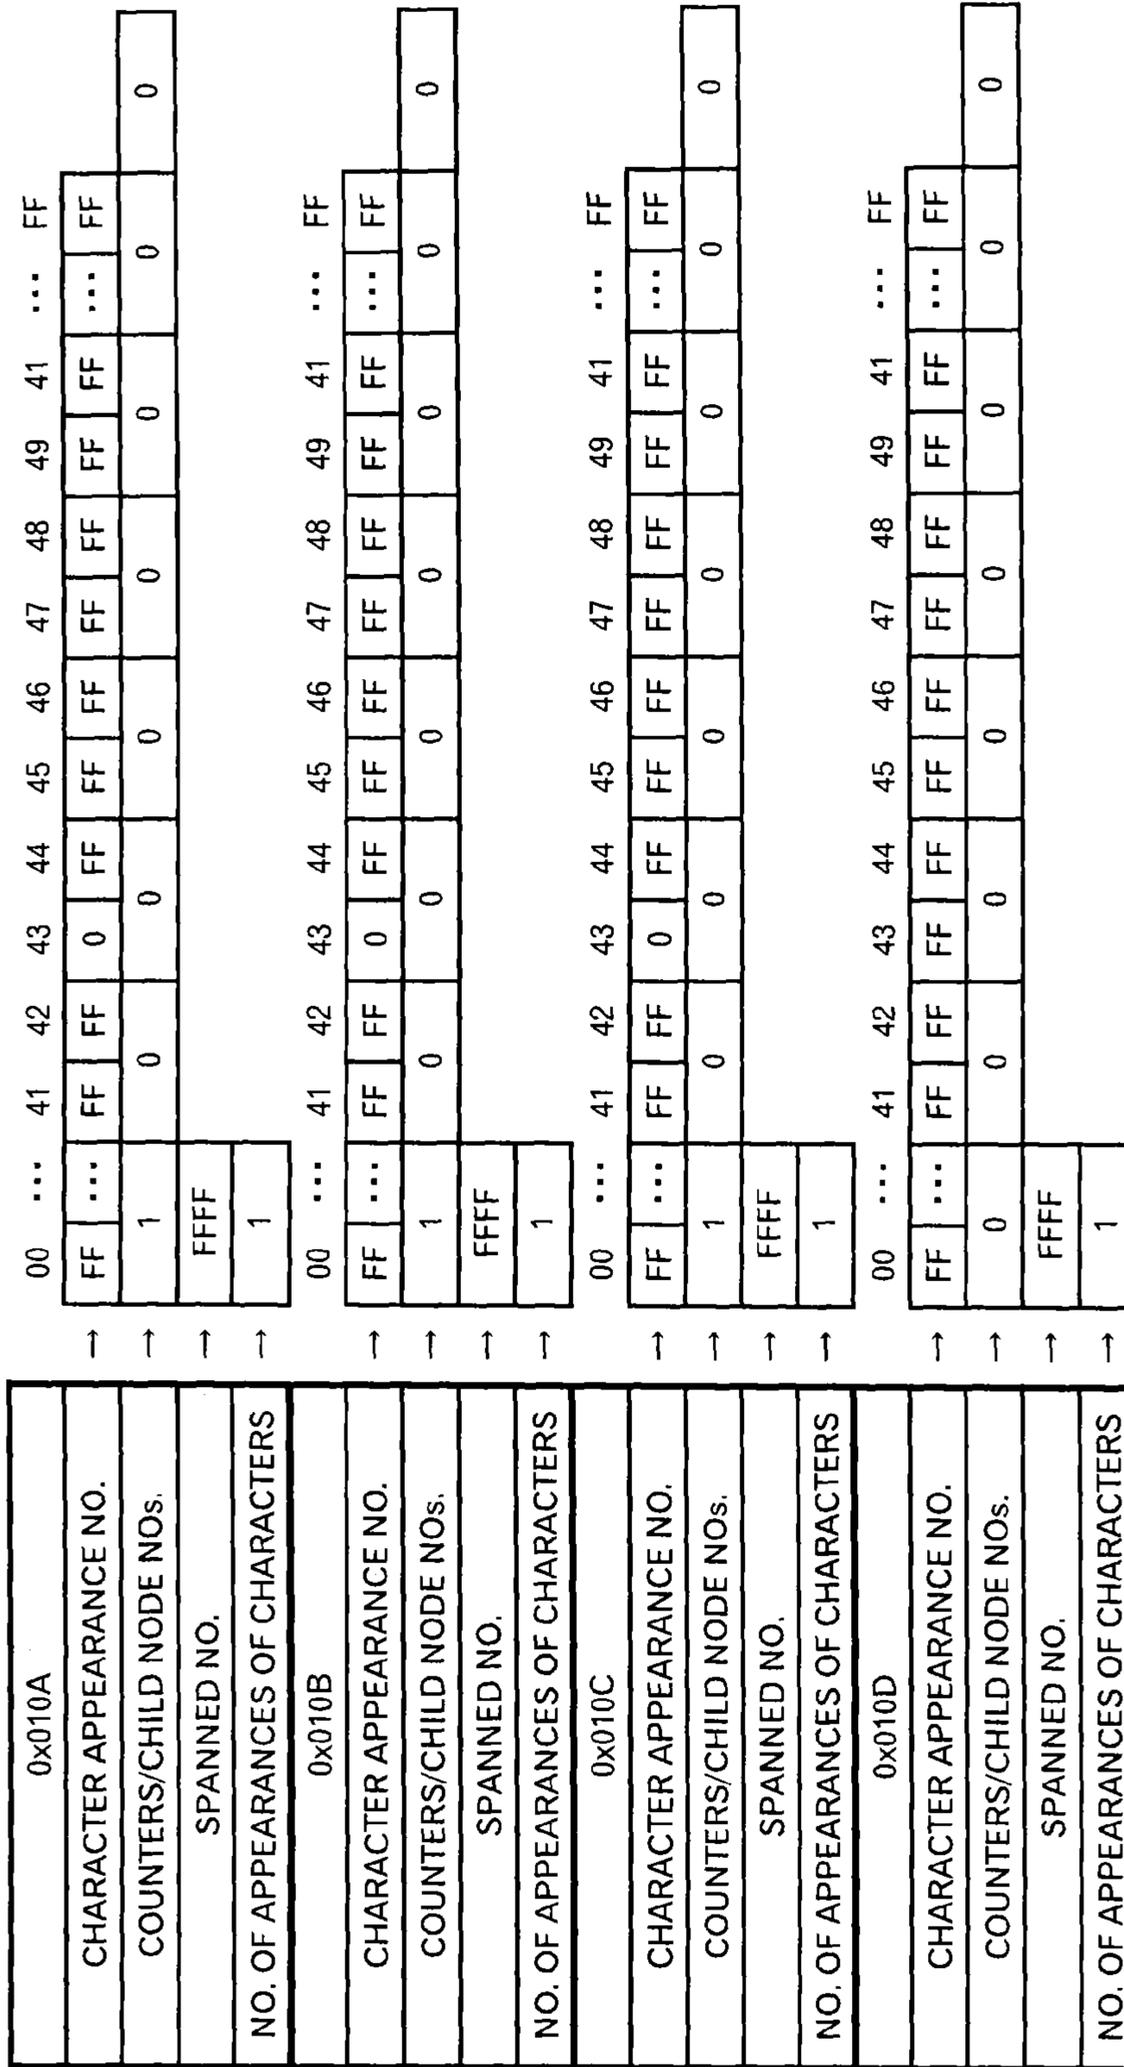 0x010A 00 ... 41 42 43 44 45 46 47 48 49 41 ... FF
CHARACTER APPEARANCE NO. → FF ... FF FF 0 FF FF FF FF FF FF FF ... FF
COUNTERS/CHILD NODE NOs. → 1 0 0 0 0 0 0 0
SPANNED NO. → FFFF
NO. OF APPEARANCES OF CHARACTERS → 1
0x010B 00 ... 41 42 43 44 45 46 47 48 49 41 ... FF
CHARACTER APPEARANCE NO. → FF ... FF FF 0 FF FF FF FF FF FF FF ... FF
COUNTERS/CHILD NODE NOs. → 1 0 0 0 0 0 0 0
SPANNED NO. → FFFF
NO. OF APPEARANCES OF CHARACTERS → 1
0x010C 00 ... 41 42 43 44 45 46 47 48 49 41 ... FF
CHARACTER APPEARANCE NO. → FF ... FF FF 0 FF FF FF FF FF FF FF ... FF
COUNTERS/CHILD NODE NOs. → 1 0 0 0 0 0 0 0
SPANNED NO. → FFFF
NO. OF APPEARANCES OF CHARACTERS → 1
0x010D 00 ... 41 42 43 44 45 46 47 48 49 41 ... FF
CHARACTER APPEARANCE NO. → FF ... FF FF FF FF FF FF FF FF FF FF ... FF
COUNTERS/CHILD NODE NOs. → 0 0 0 0 0 0 0 0
SPANNED NO. → FFFF
NO. OF APPEARANCES OF CHARACTERS → 1